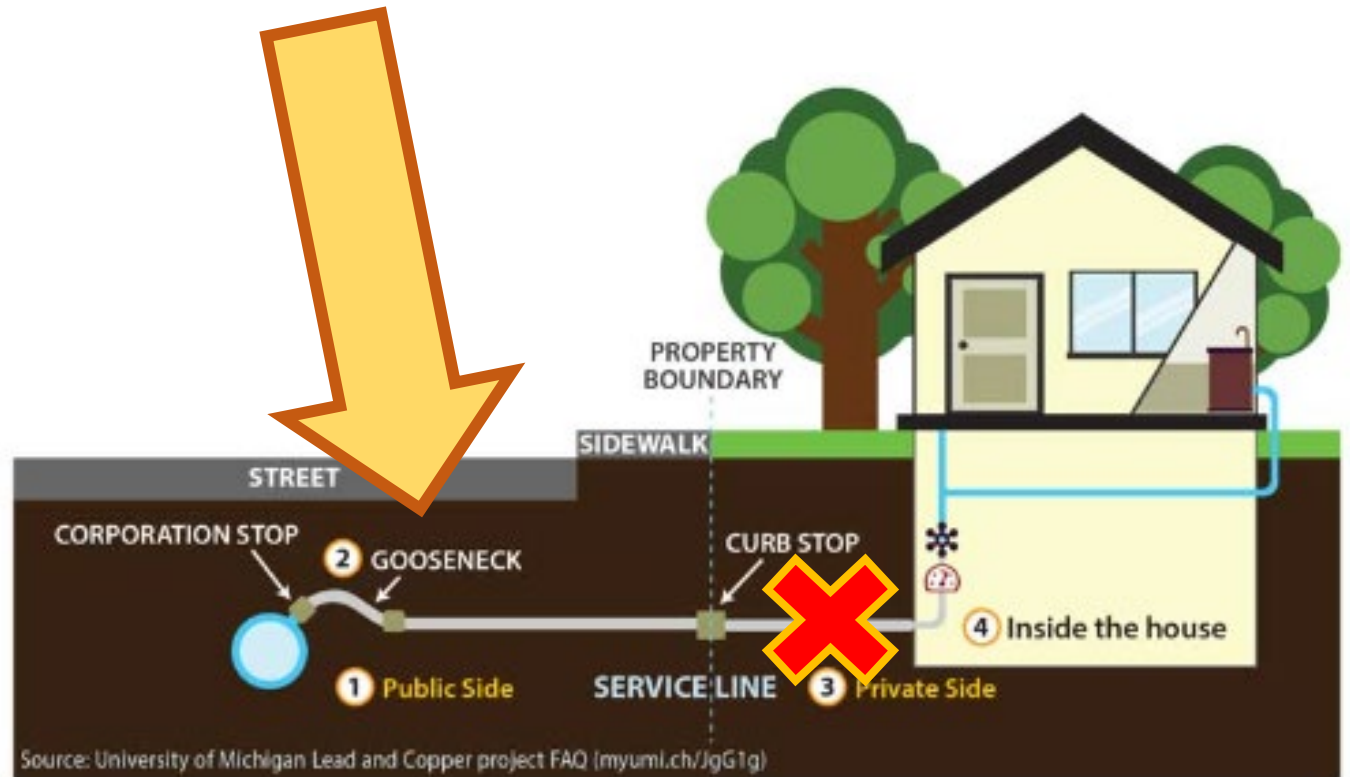 PROPERTY
BOUNDARY
SIDEWALK
STREET
CORPORATION STOP
2 GOOSENECK
CURB STOP
4 Inside the house
1 Public Side
SERVICE LINE
3 Private Side
Source: University of Michigan Lead and Copper project FAQ (myumi.ch/JgG1g)